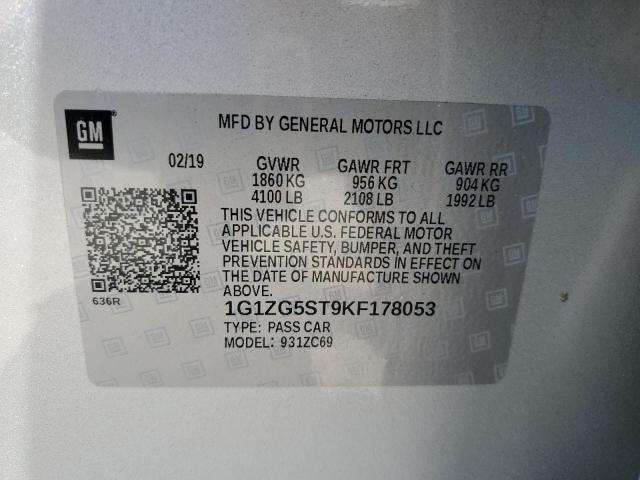 GM
MFD BY GENERAL MOTORS LLC
02/19 GVWR GAWR FRT GAWR RR
1860 KG 956 KG 904 KG
4100 LB 2108 LB 1992 LB
THIS VEHICLE CONFORMS TO ALL
APPLICABLE U.S. FEDERAL MOTOR
VEHICLE SAFETY, BUMPER, AND THEFT
PREVENTION STANDARDS IN EFFECT ON
THE DATE OF MANUFACTURE SHOWN
ABOVE.
636R
1G1ZG5ST9KF178053
TYPE: PASS CAR
MODEL: 931ZC69